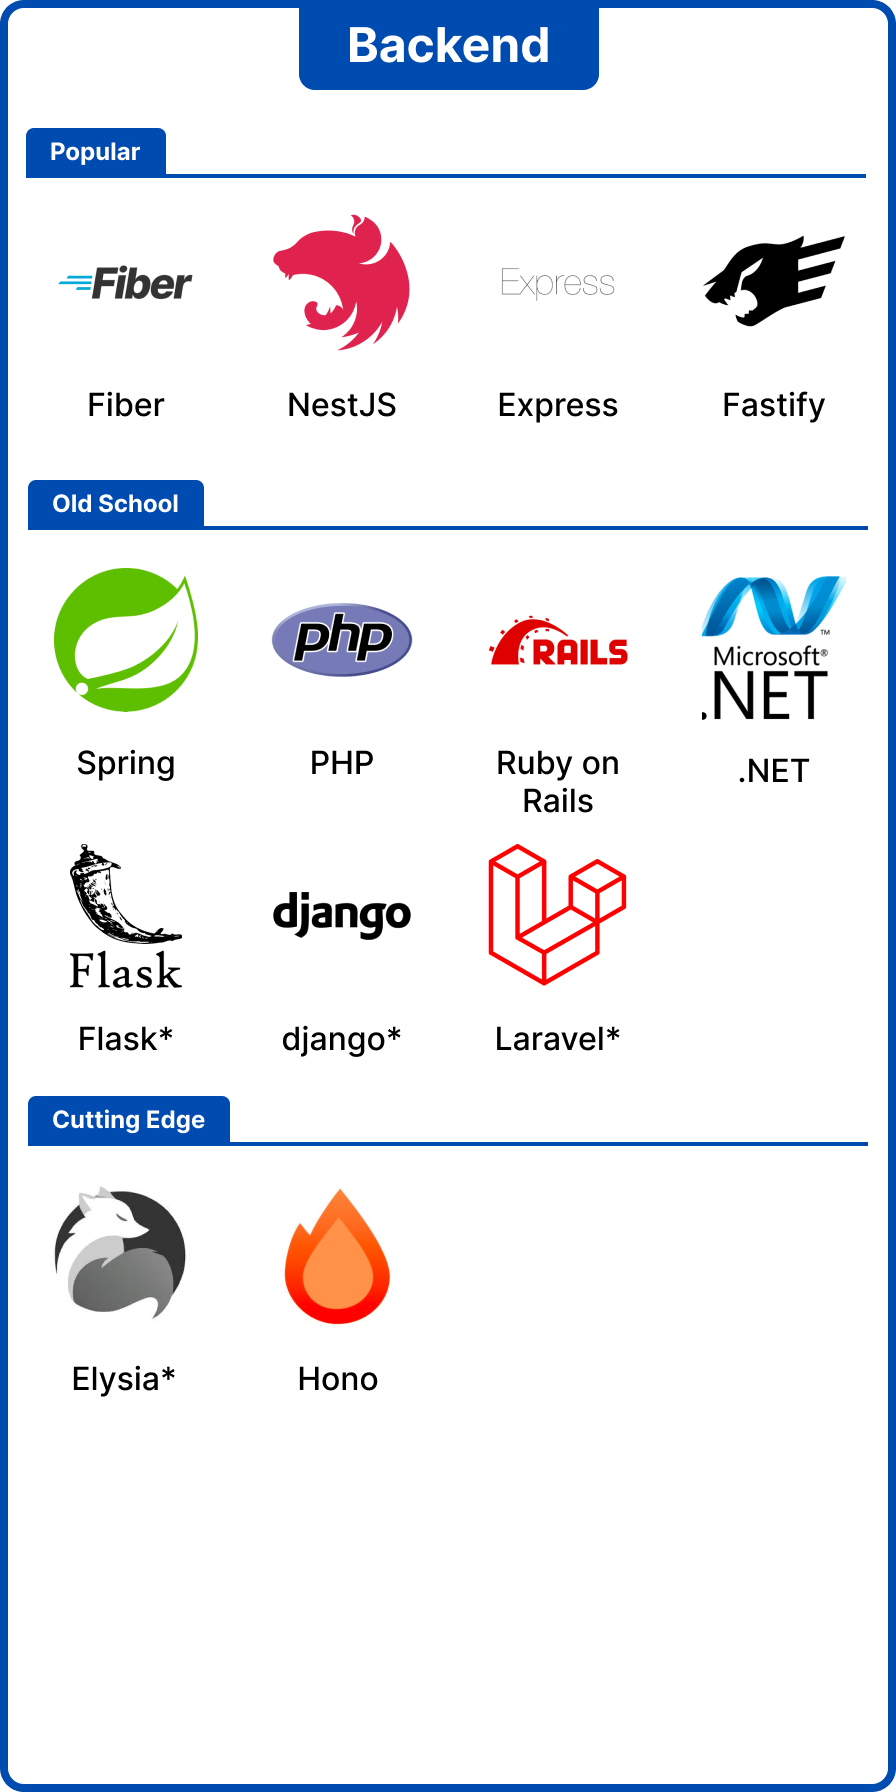 Backend
Popular
Fiber
Express
Fiber
NestJS
Express
Fastify
Old School
php
RAILS
TM
Microsoft®
.NET
Spring
PHP
Ruby on
Rails
.NET
Flask
django
Flask*
django*
Laravel*
Cutting Edge
Elysia*
Hono